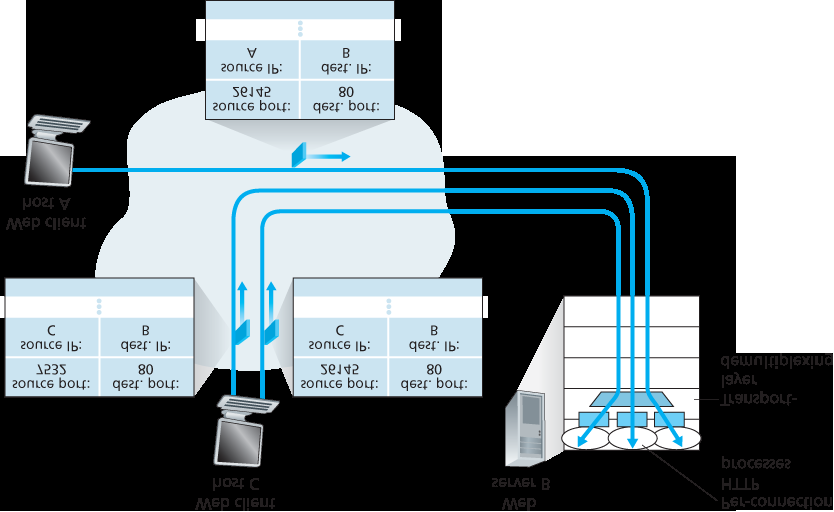 Web client
host C
Web
server B
Per-connection
HTTP
processes
Transport-
layer
demultiplexing
source port:
7532
dest. port:
80
source IP:
C
dest. IP:
B
source port:
26145
dest. port:
80
source IP:
C
dest. IP:
B
Web client
host A
source port:
26145
dest. port:
80
source IP:
A
dest. IP:
B